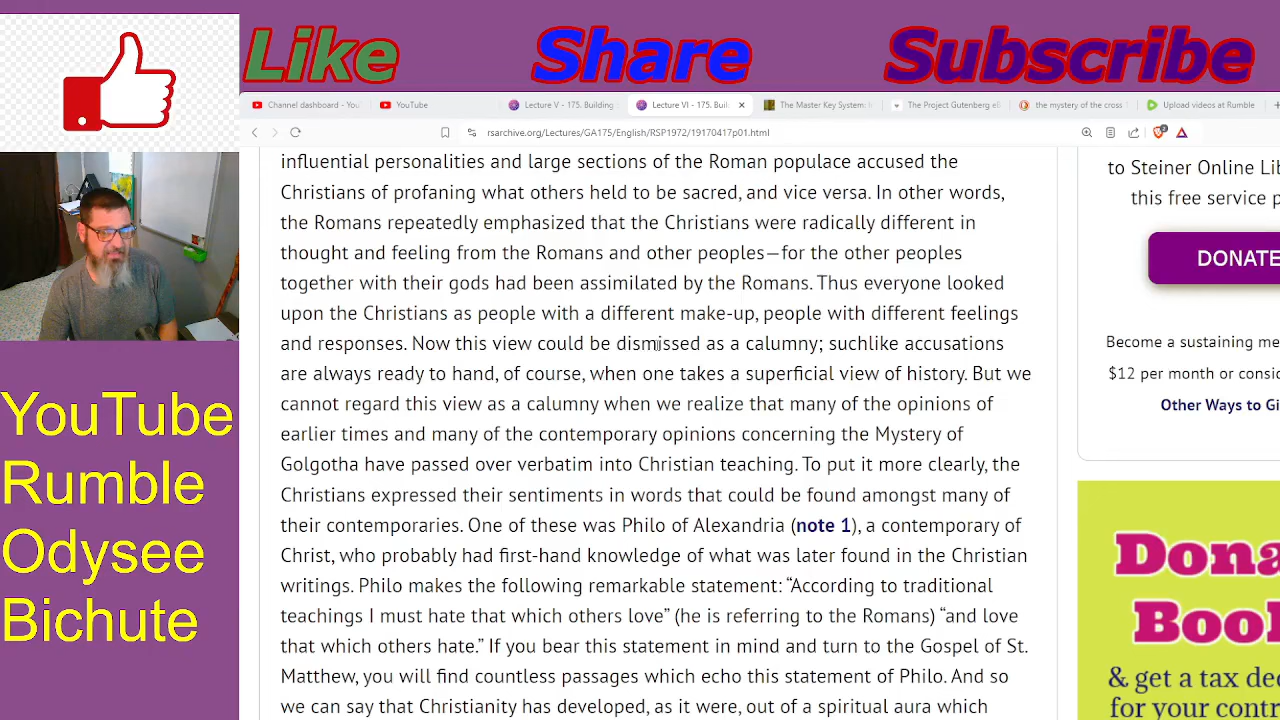 Like Share Subscribe
Channel dashboard - You
YouTube
Lecture V - 175. Building
Lecture VI - 175. Buil
The Master Key System:
The Project Gutenberg eB
the mystery of the cross
Upload videos at Rumble
rsarchive.org/Lectures/GA175/English/RSP1972/19170417p01.html
influential personalities and large sections of the Roman populace accused the
Christians of profaning what others held to be sacred, and vice versa. In other words,
the Romans repeatedly emphasized that the Christians were radically different in
thought and feeling from the Romans and other peoples—for the other peoples
together with their gods had been assimilated by the Romans. Thus everyone looked
upon the Christians as people with a different make-up, people with different feelings
and responses. Now this view could be dismissed as a calumny; suchlike accusations
are always ready to hand, of course, when one takes a superficial view of history. But we
cannot regard this view as a calumny when we realize that many of the opinions of
earlier times and many of the contemporary opinions concerning the Mystery of
Golgotha have passed over verbatim into Christian teaching. To put it more clearly, the
Christians expressed their sentiments in words that could be found amongst many of
their contemporaries. One of these was Philo of Alexandria (note 1), a contemporary of
Christ, who probably had first-hand knowledge of what was later found in the Christian
writings. Philo makes the following remarkable statement: “According to traditional
teachings I must hate that which others love” (he is referring to the Romans) “and love
that which others hate.” If you bear this statement in mind and turn to the Gospel of St.
Matthew, you will find countless passages which echo this statement of Philo. And so
we can say that Christianity has developed, as it were, out of a spiritual aura which
to Steiner Online Lib
this free service p
DONATE
Become a sustaining me
$12 per month or consid
Other Ways to Gi
Dona
Bool
& get a tax ded
for your contr
YouTube
Rumble
Odysee
Bichute